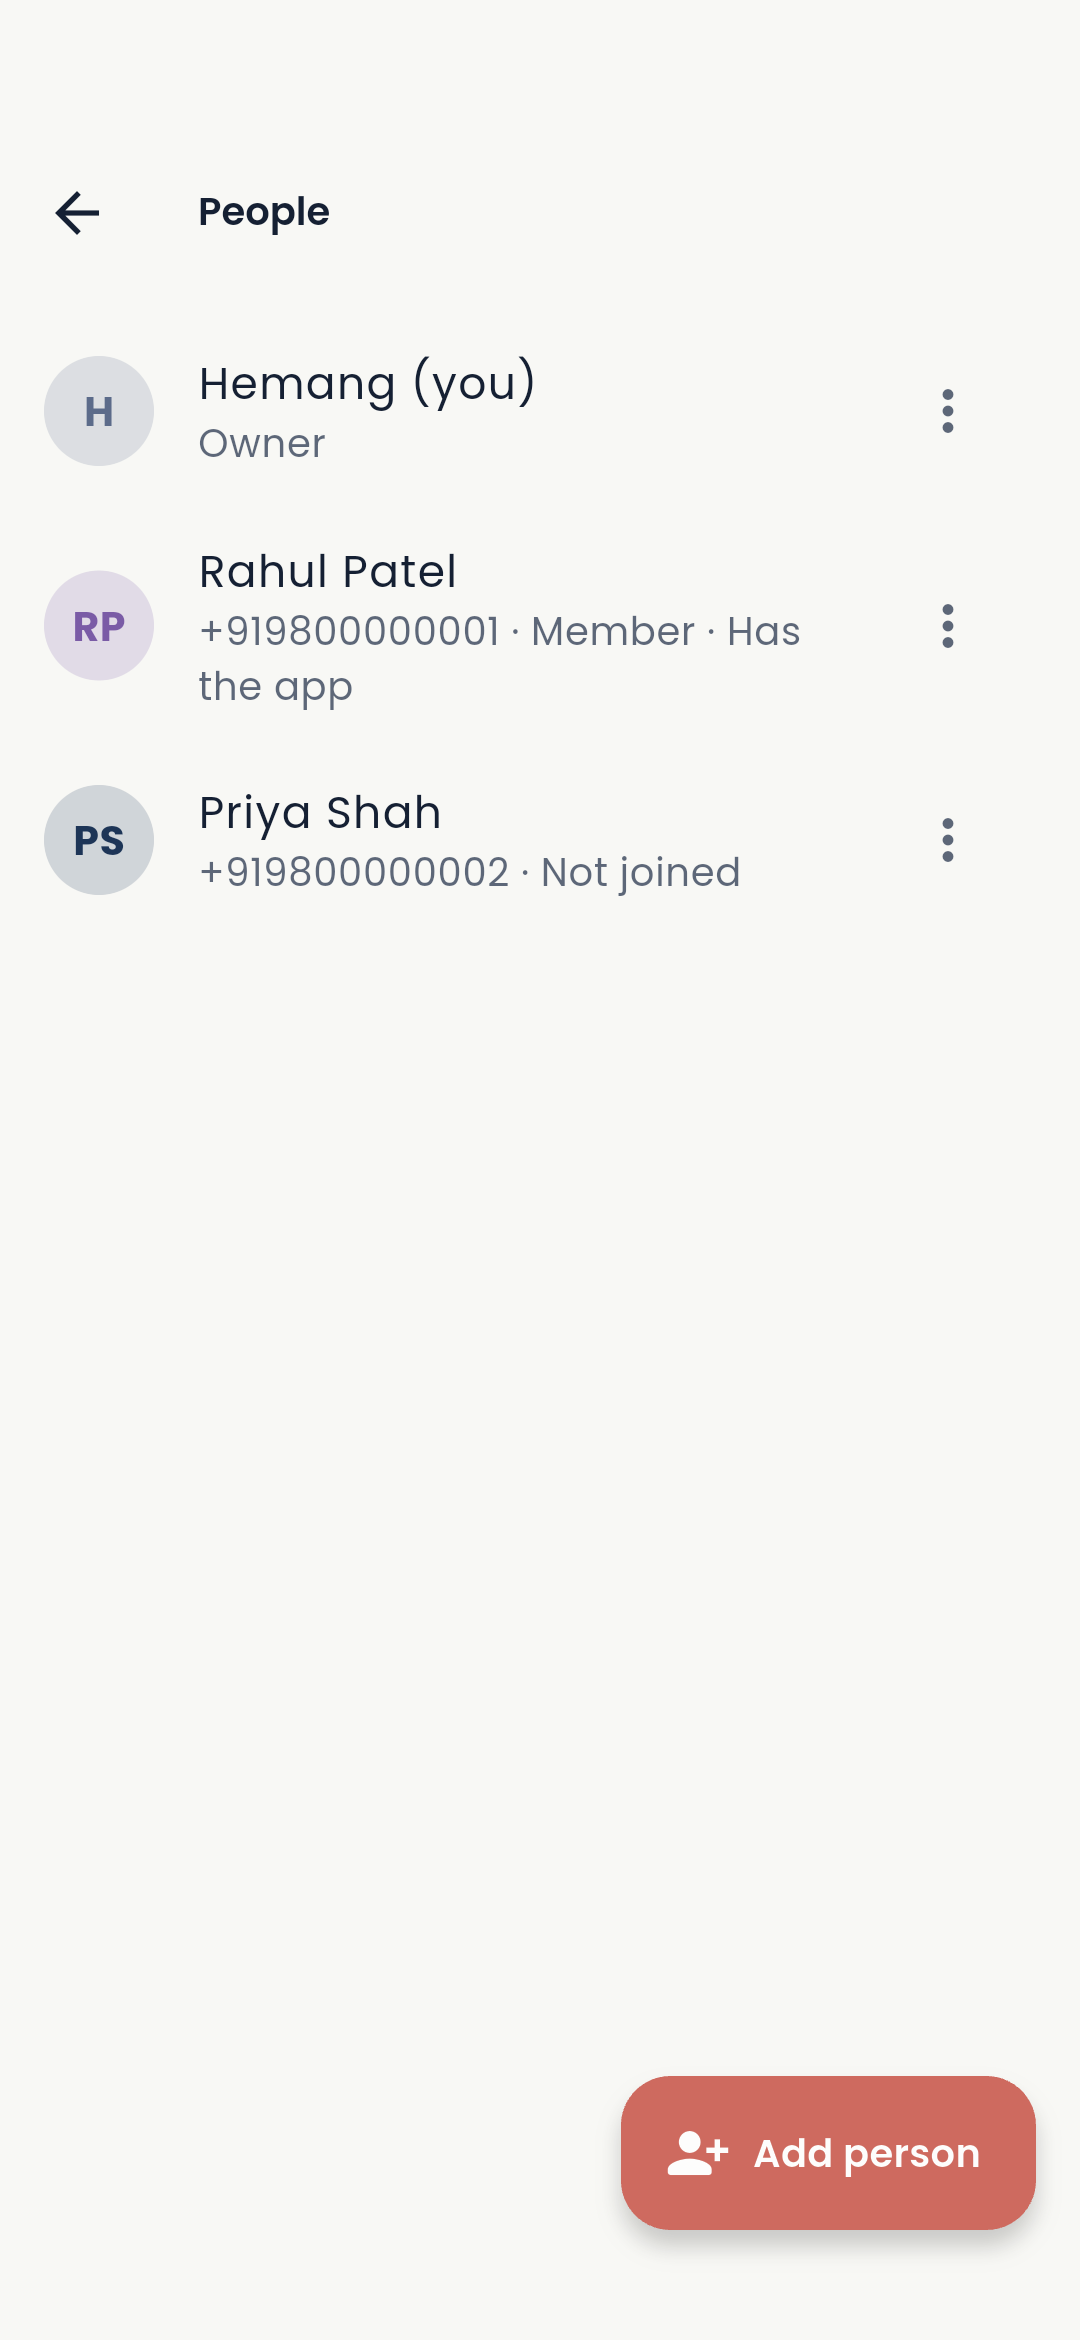 People
H
Hemang (you)
Owner
RP
Rahul Patel
+919800000001 · Member · Has
the app
PS
Priya Shah
+919800000002 · Not joined
Add person